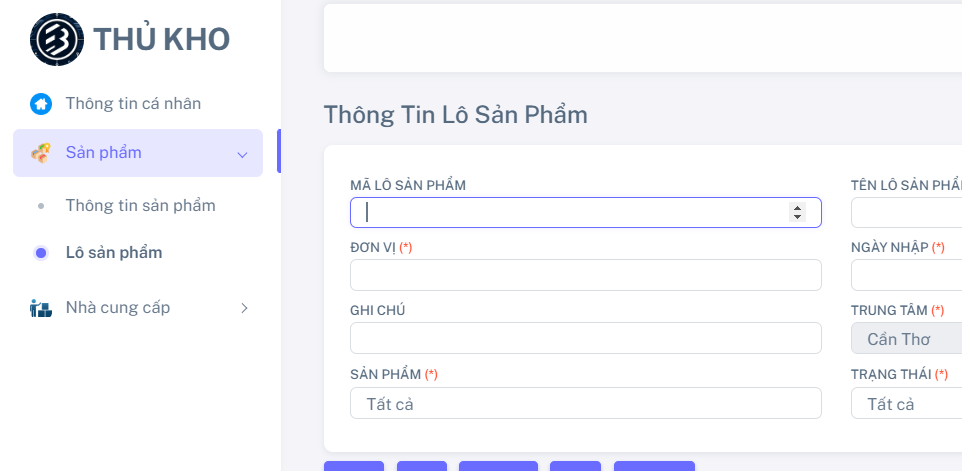 THỦ KHO
Thông tin cá nhân
Sản phẩm
Thông tin sản phẩm
Lô sản phẩm
Nhà cung cấp
Thông Tin Lô Sản Phẩm
MÃ LÔ SẢN PHẨM
TÊN LÔ SẢN
ĐƠN VỊ (*)
NGÀY NHẬP (*)
GHI CHÚ
TRUNG TÂM (*)
Cần Thơ
SẢN PHẨM (*)
Tất cả
TRẠNG THÁI (*)
Tất cả